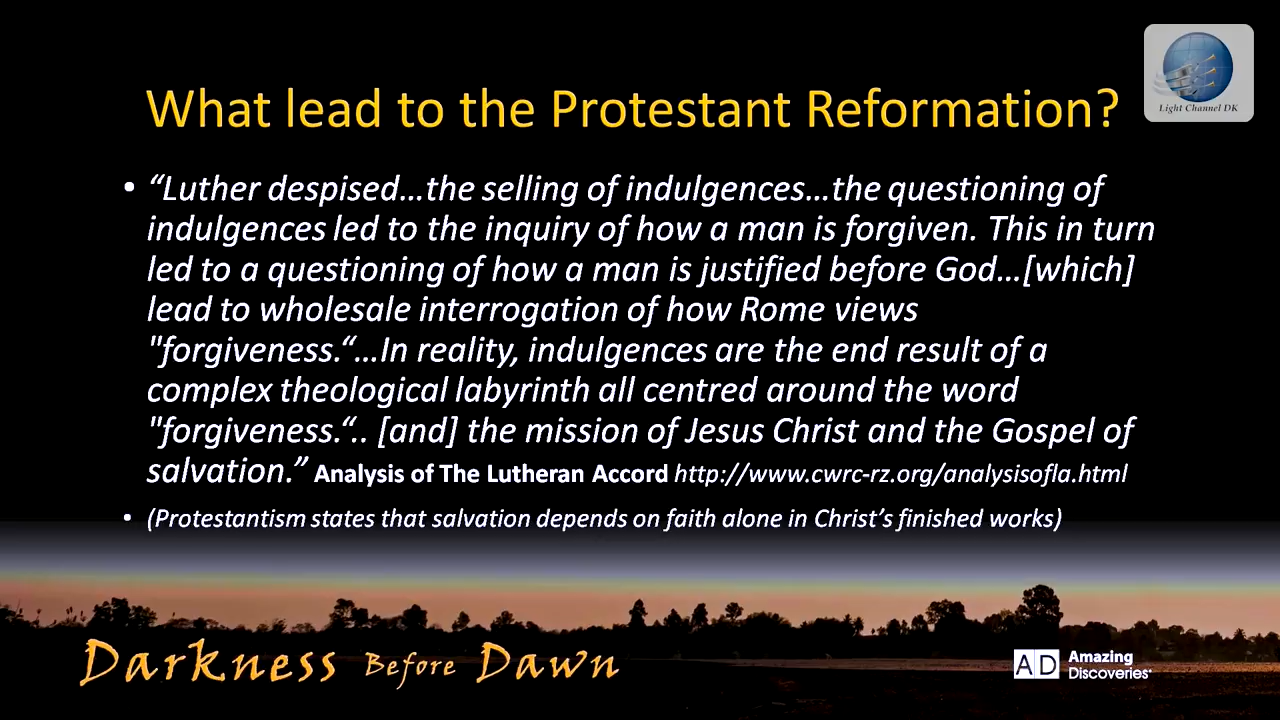 Light Channel DK
What lead to the Protestant Reformation?
• “Luther despised…the selling of indulgences…the questioning of
indulgences led to the inquiry of how a man is forgiven. This in turn
led to a questioning of how a man is justified before God…[which]
lead to wholesale interrogation of how Rome views
"forgiveness.“…In reality, indulgences are the end result of a
complex theological labyrinth all centred around the word
"forgiveness.“.. [and] the mission of Jesus Christ and the Gospel of
salvation.” Analysis of The Lutheran Accord http://www.cwrc-rz.org/analysisofla.html
• (Protestantism states that salvation depends on faith alone in Christ’s finished works)
Darkness Before Dawn
AD Amazing
Discoveries